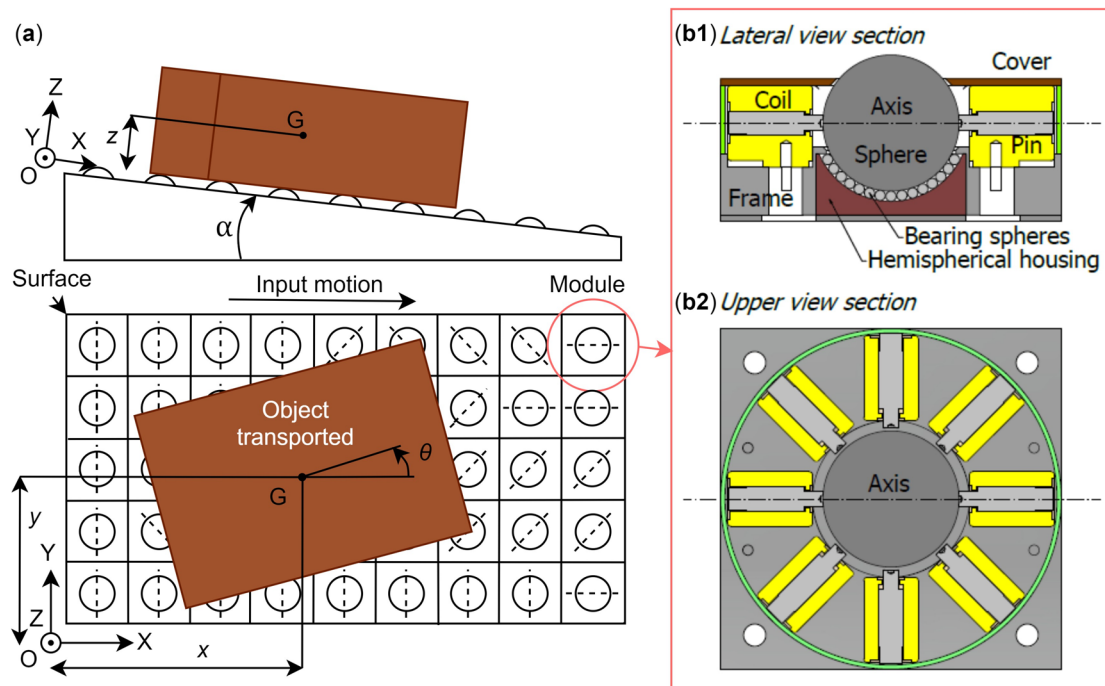 (a)
Z
Y
X
O
z
G
α
Surface
Input motion
Module
Object
transported
θ
G
y
Y
Z
O
X
x
(b1) Lateral view section
Cover
Coil
Axis
Sphere
Pin
Frame
Bearing spheres
Hemispherical housing
(b2) Upper view section
Axis